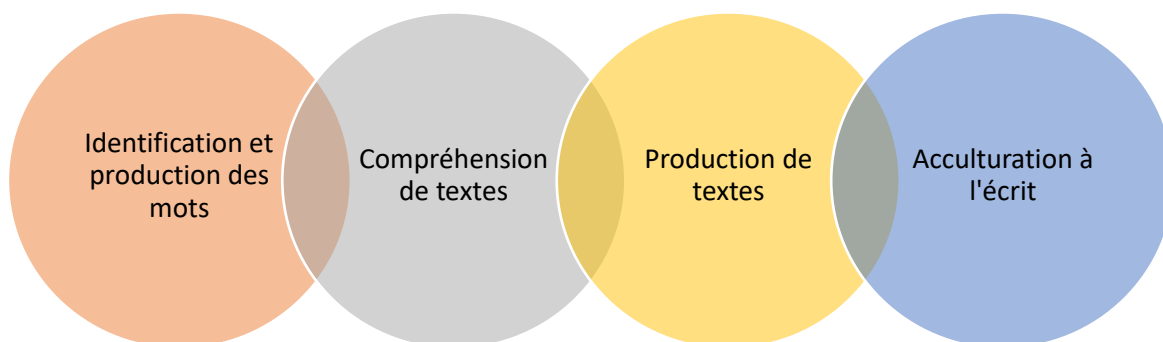 Identification et
production des
mots
Compréhension
de textes
Production de
textes
Acculturation à
l'écrit